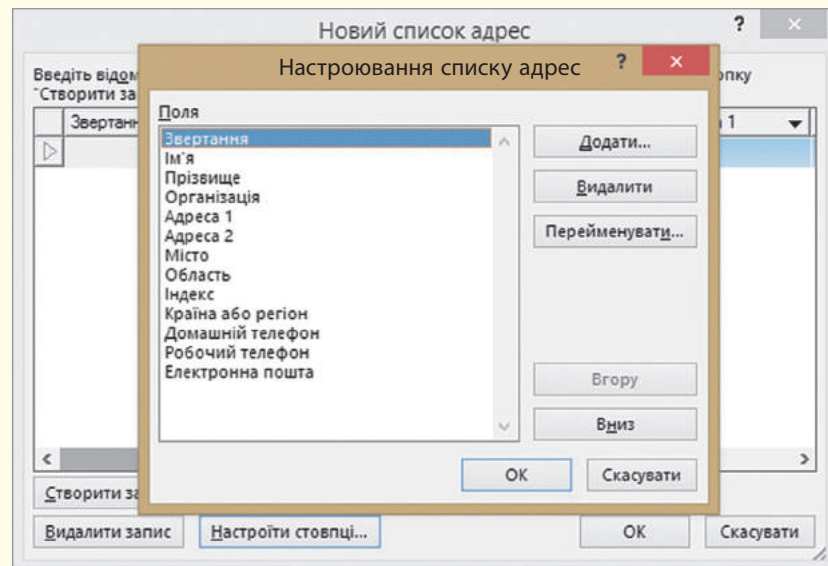 Новий список адрес ?
Настроювання списку адрес ?
Введіть відом
опку
"Створити за
Звертанн
1
Поля
Звертання
Ім'я
Прізвище
Організація
Адреса 1
Адреса 2
Місто
Область
Індекс
Країна або регіон
Домашній телефон
Робочий телефон
Електронна пошта
Додати...
Видалити
Перейменувати...
Вгору
Вниз
ОК Скасувати
Створити за
Видалити запис Настроїти стовпці... ОК Скасувати